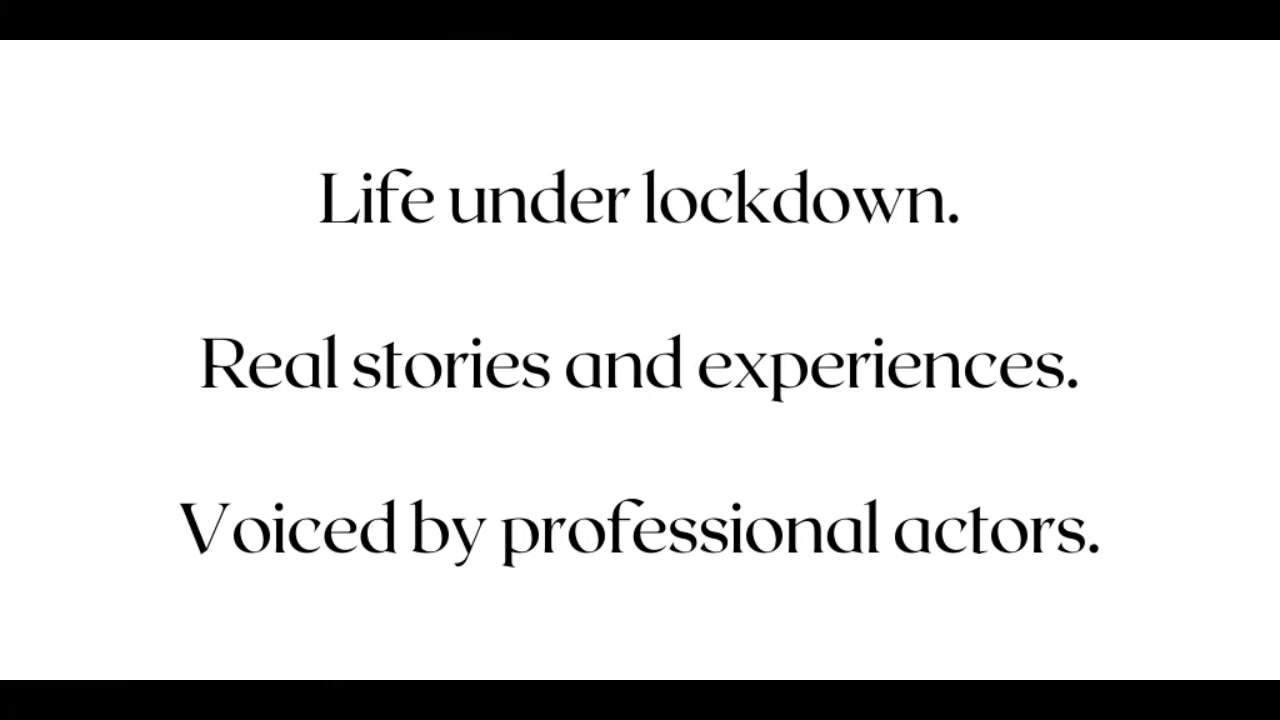 Life under lockdown.
Real stories and experiences.
Voiced by professional actors.